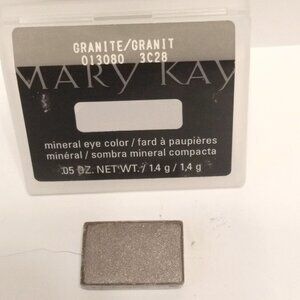 GRANITE/GRANIT
013080 3C28
MARY KAY
mineral eye color / fard à paupières
minéral / sombra mineral compacta
.05 OZ. NET WT. / 1.4 g / 1,4 g